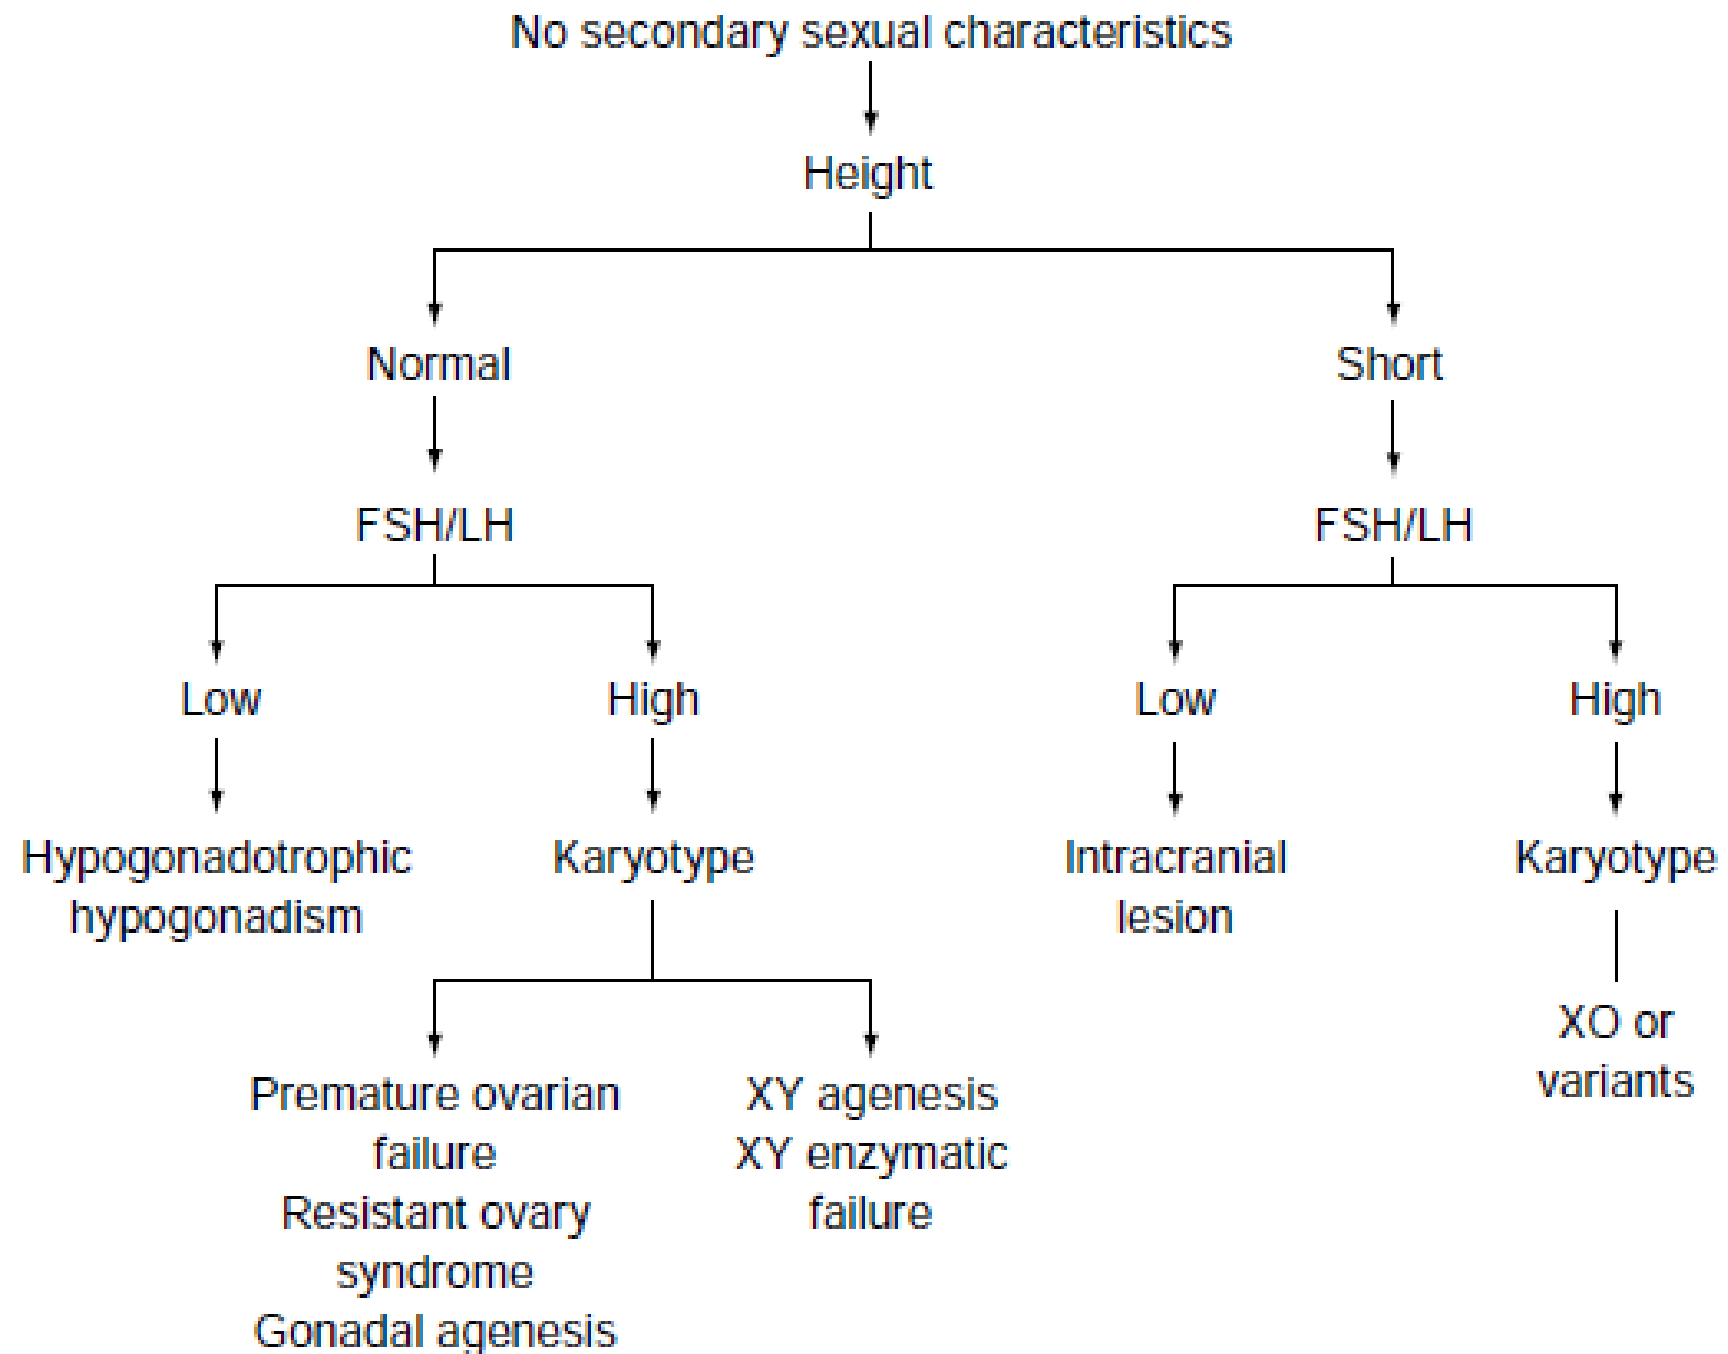 No secondary sexual characteristics
Height
Normal
Short
FSH/LH
FSH/LH
Low
High
Low
High
Hypogonadotrophic
hypogonadism
Karyotype
Intracranial
lesion
Karyotype
XO or
variants
Premature ovarian
failure
Resistant ovary
syndrome
Gonadal agenesis
XY agenesis
XY enzymatic
failure